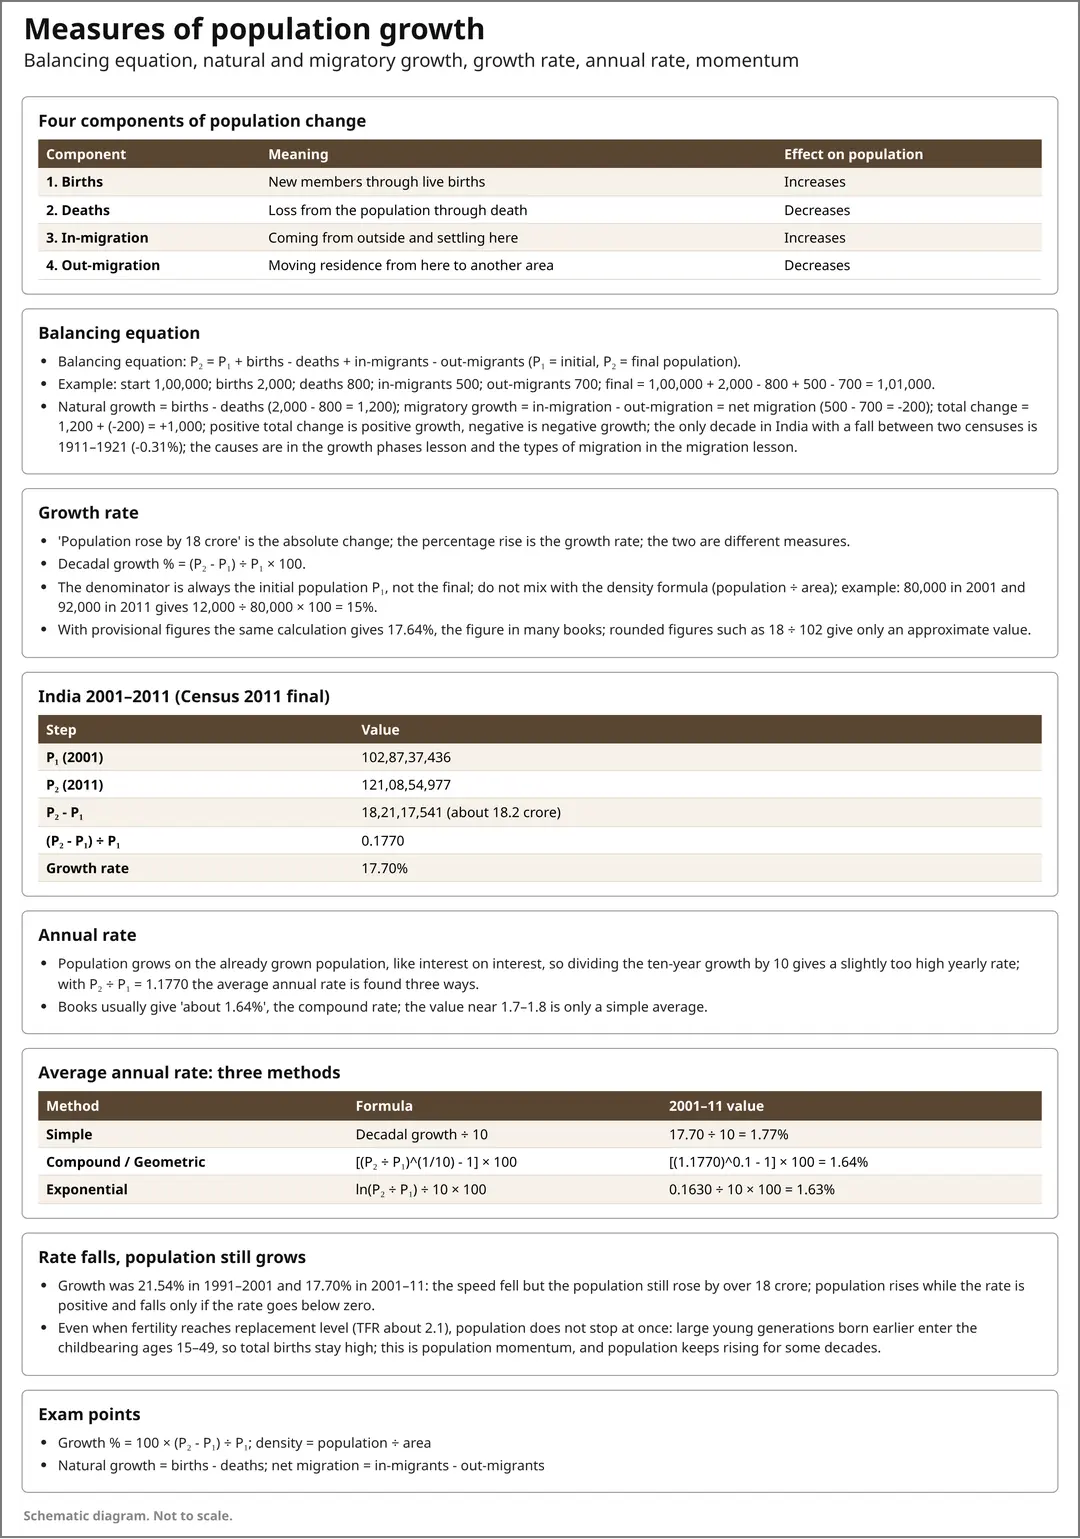 Measures of population growth
Balancing equation, natural and migratory growth, growth rate, annual rate, momentum
Four components of population change
Component Meaning Effect on population
1. Births New members through live births Increases
2. Deaths Loss from the population through death Decreases
3. In-migration Coming from outside and settling here Increases
4. Out-migration Moving residence from here to another area Decreases
Balancing equation
• Balancing equation: P₂ = P₁ + births - deaths + in-migrants - out-migrants (P₁ = initial, P₂ = final population).
• Example: start 1,00,000; births 2,000; deaths 800; in-migrants 500; out-migrants 700; final = 1,00,000 + 2,000 - 800 + 500 - 700 = 1,01,000.
• Natural growth = births - deaths (2,000 - 800 = 1,200); migratory growth = in-migration - out-migration = net migration (500 - 700 = -200); total change =
1,200 + (-200) = +1,000; positive total change is positive growth, negative is negative growth; the only decade in India with a fall between two censuses is
1911–1921 (-0.31%); the causes are in the growth phases lesson and the types of migration in the migration lesson.
Growth rate
• 'Population rose by 18 crore' is the absolute change; the percentage rise is the growth rate; the two are different measures.
• Decadal growth % = (P₂ - P₁) ÷ P₁ × 100.
• The denominator is always the initial population P₁, not the final; do not mix with the density formula (population ÷ area); example: 80,000 in 2001 and
92,000 in 2011 gives 12,000 ÷ 80,000 × 100 = 15%.
• With provisional figures the same calculation gives 17.64%, the figure in many books; rounded figures such as 18 ÷ 102 give only an approximate value.
India 2001–2011 (Census 2011 final)
Step Value
P₁ (2001) 102,87,37,436
P₂ (2011) 121,08,54,977
P₂ - P₁ 18,21,17,541 (about 18.2 crore)
(P₂ - P₁) ÷ P₁ 0.1770
Growth rate 17.70%
Annual rate
• Population grows on the already grown population, like interest on interest, so dividing the ten-year growth by 10 gives a slightly too high yearly rate;
with P₂ ÷ P₁ = 1.1770 the average annual rate is found three ways.
• Books usually give 'about 1.64%', the compound rate; the value near 1.7–1.8 is only a simple average.
Average annual rate: three methods
Method Formula 2001–11 value
Simple Decadal growth ÷ 10 17.70 ÷ 10 = 1.77%
Compound / Geometric [(P₂ ÷ P₁)^(1/10) - 1] × 100 [(1.1770)^0.1 - 1] × 100 = 1.64%
Exponential ln(P₂ ÷ P₁) ÷ 10 × 100 0.1630 ÷ 10 × 100 = 1.63%
Rate falls, population still grows
• Growth was 21.54% in 1991–2001 and 17.70% in 2001–11: the speed fell but the population still rose by over 18 crore; population rises while the rate is
positive and falls only if the rate goes below zero.
• Even when fertility reaches replacement level (TFR about 2.1), population does not stop at once: large young generations born earlier enter the
childbearing ages 15–49, so total births stay high; this is population momentum, and population keeps rising for some decades.
Exam points
• Growth % = 100 × (P₂ - P₁) ÷ P₁; density = population ÷ area
• Natural growth = births - deaths; net migration = in-migrants - out-migrants
Schematic diagram. Not to scale.